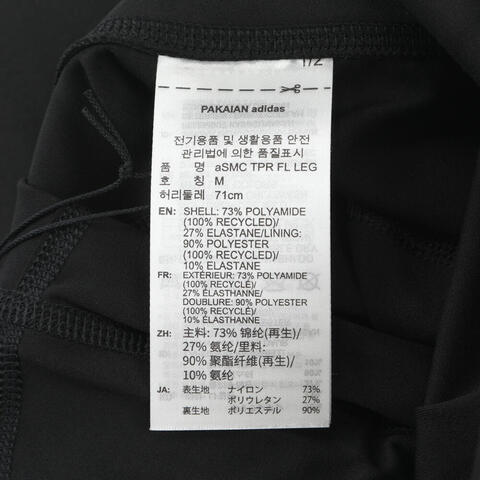 1/2
PAKAIAN adidas
전기용품 및 생활용품 안전
관리법에 의한 품질표시
품 명 aSMC TPR FL LEG
호 칭 M
허리둘레 71cm
EN: SHELL: 73% POLYAMIDE
(100% RECYCLED)/
27% ELASTANE/LINING:
90% POLYESTER
(100% RECYCLED)/
10% ELASTANE
FR: EXTÉRIEUR: 73% POLYAMIDE
(100% RECYCLÉ)/
27% ÉLASTHANNE/
DOUBLURE: 90% POLYESTER
(100% RECYCLÉ)/
10% ÉLASTHANNE
ZH: 主料: 73% 锦纶(再生)/
27% 氨纶/里料:
90% 聚酯纤维(再生)/
10% 氨纶
JA: 表生地 ナイロン 73%
ポリウレタン 27%
裏生地 ポリエステル 90%